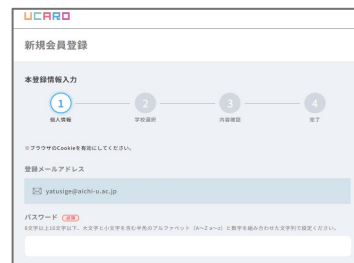 UCARO
新規会員登録
本登録情報入力
1 2 3 4
個人情報 学校選択 内容確認 完了
※ブラウザのCookieを有効にしてください。
登録メールアドレス
yatusige@aichi-u.ac.jp
パスワード 必須
8文字以上16文字以下、大文字と小文字を含む半角のアルファベット（A〜Z a〜z）と数字を組み合わせた文字列で設定ください。